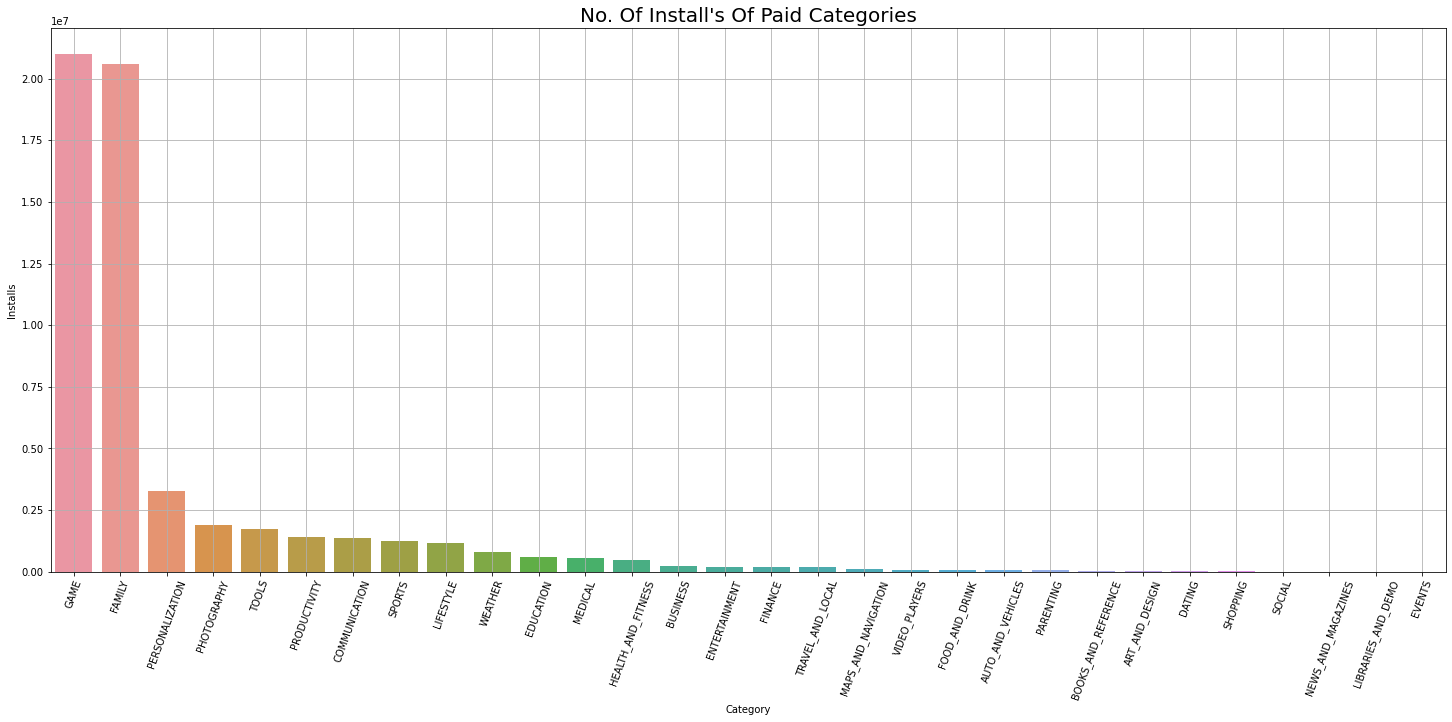 No. Of Install's Of Paid Categories
1e7
2.00
1.75
1.50
1.25
1.00
0.75
0.50
0.25
0.00
Installs
GAME
FAMILY
PERSONALIZATION
PHOTOGRAPHY
TOOLS
PRODUCTIVITY
COMMUNICATION
SPORTS
LIFESTYLE
WEATHER
EDUCATION
MEDICAL
HEALTH_AND_FITNESS
BUSINESS
ENTERTAINMENT
FINANCE
TRAVEL_AND_LOCAL
MAPS_AND_NAVIGATION
VIDEO_PLAYERS
FOOD_AND_DRINK
AUTO_AND_VEHICLES
PARENTING
BOOKS_AND_REFERENCE
ART_AND_DESIGN
DATING
SHOPPING
SOCIAL
NEWS_AND_MAGAZINES
LIBRARIES_AND_DEMO
EVENTS
Category